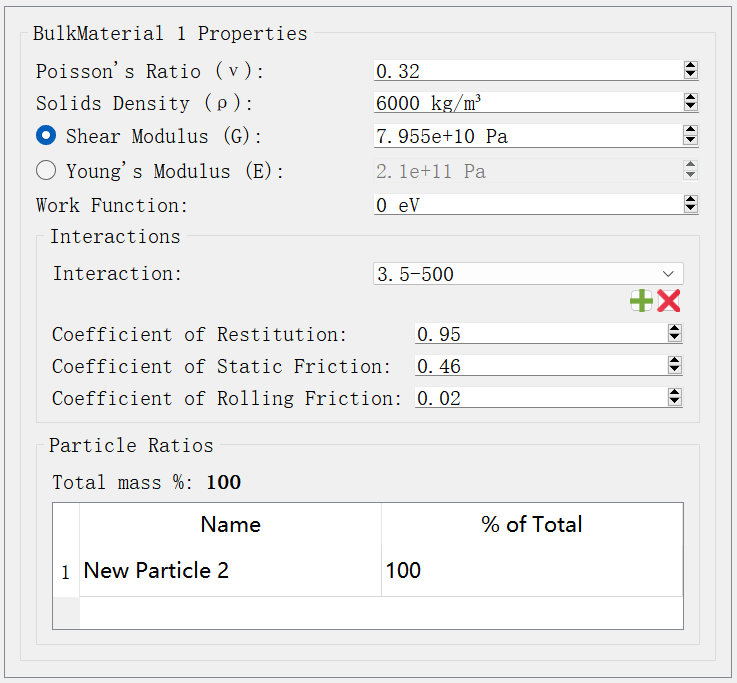 BulkMaterial 1 Properties
Poisson's Ratio (ν): 0.32
Solids Density (ρ): 6000 kg/m³
Shear Modulus (G): 7.955e+10 Pa
Young's Modulus (E): 2.1e+11 Pa
Work Function: 0 eV
Interactions
Interaction: 3.5-500
Coefficient of Restitution: 0.95
Coefficient of Static Friction: 0.46
Coefficient of Rolling Friction: 0.02
Particle Ratios
Total mass %: 100
Name % of Total
1 New Particle 2 100